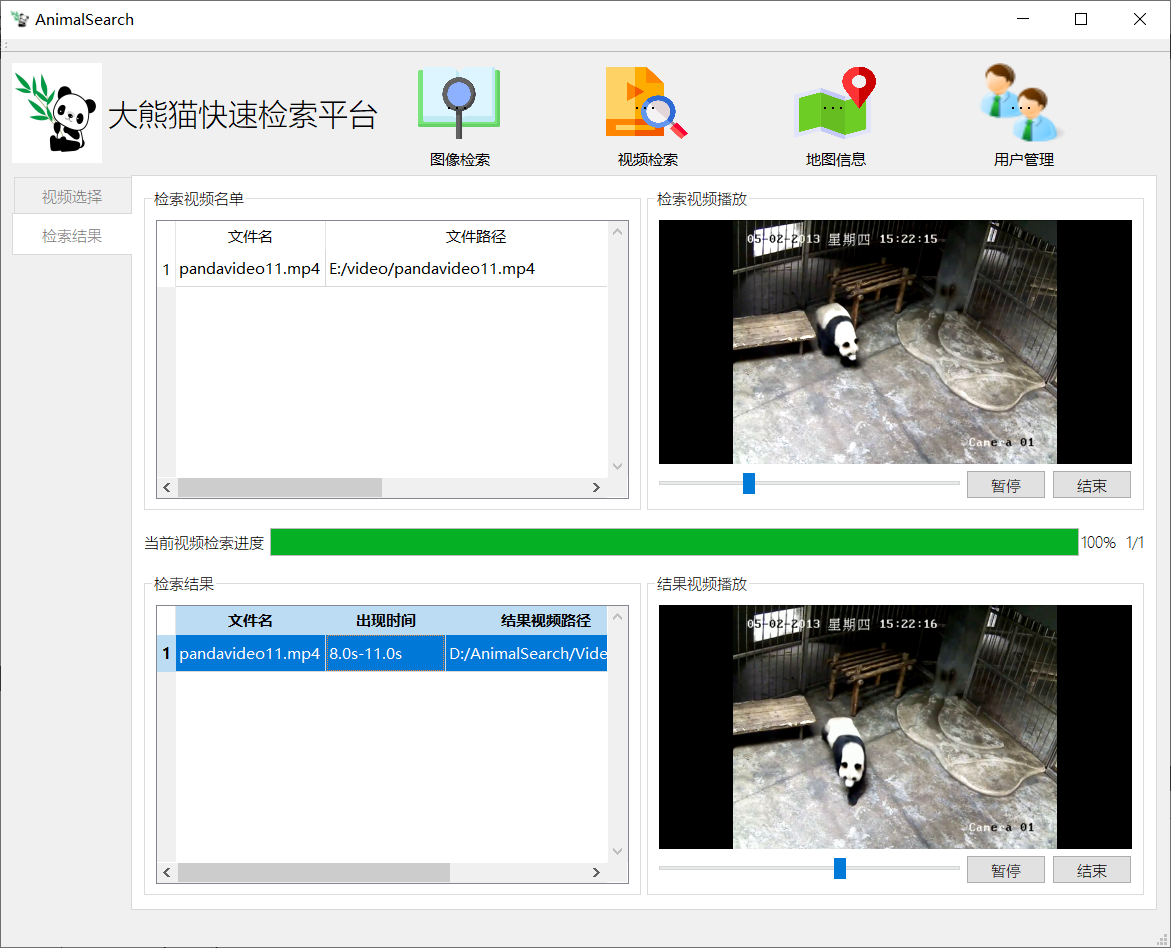 AnimalSearch
大熊猫快速检索平台
图像检索
视频检索
地图信息
用户管理
视频选择
检索结果
检索视频名单
文件名
文件路径
1
pandavideo11.mp4
E:/video/pandavideo11.mp4
检索视频播放
05-02-2013 星期四 15:22:15
Camera 01
暂停
结束
当前视频检索进度
100%
1/1
检索结果
文件名
出现时间
结果视频路径
1
pandavideo11.mp4
8.0s-11.0s
D:/AnimalSearch/Vide
结果视频播放
05-02-2013 星期四 15:22:16
Camera 01
暂停
结束